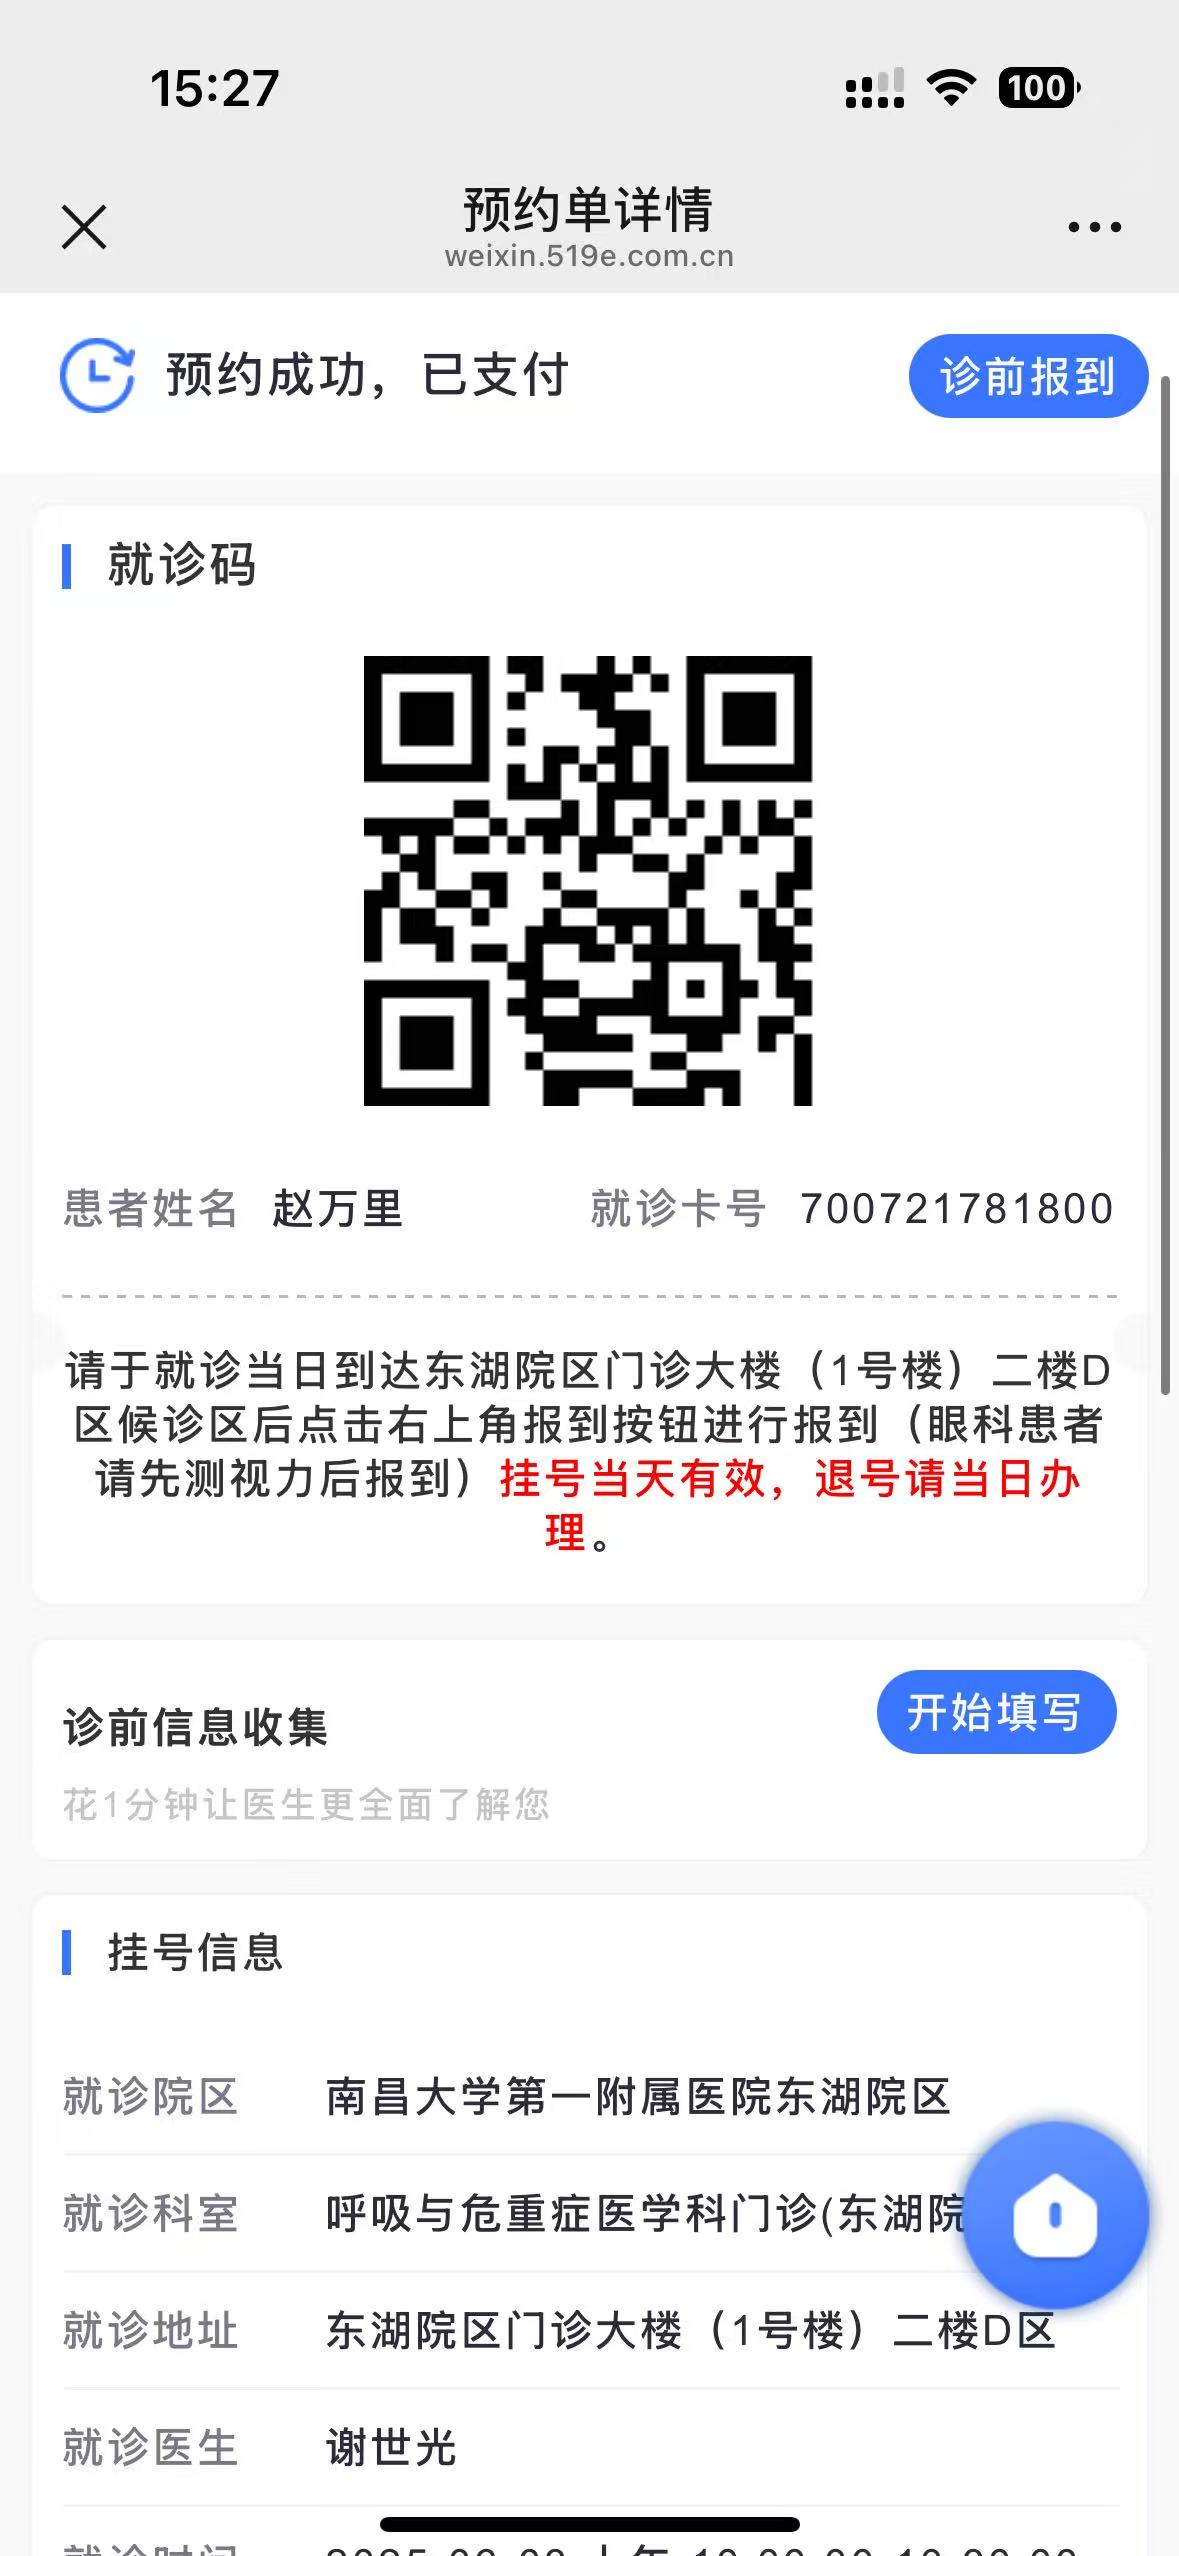 15:27
100
预约单详情
weixin.519e.com.cn
预约成功，已支付
诊前报到
就诊码
患者姓名 赵万里 就诊卡号 700721781800
请于就诊当日到达东湖院区门诊大楼（1号楼）二楼D
区候诊区后点击右上角报到按钮进行报到（眼科患者
请先测视力后报到）挂号当天有效，退号请当日办
理。
诊前信息收集
开始填写
花1分钟让医生更全面了解您
挂号信息
就诊院区 南昌大学第一附属医院东湖院区
就诊科室 呼吸与危重症医学科门诊(东湖院
就诊地址 东湖院区门诊大楼（1号楼）二楼D区
就诊医生 谢世光
就诊时间